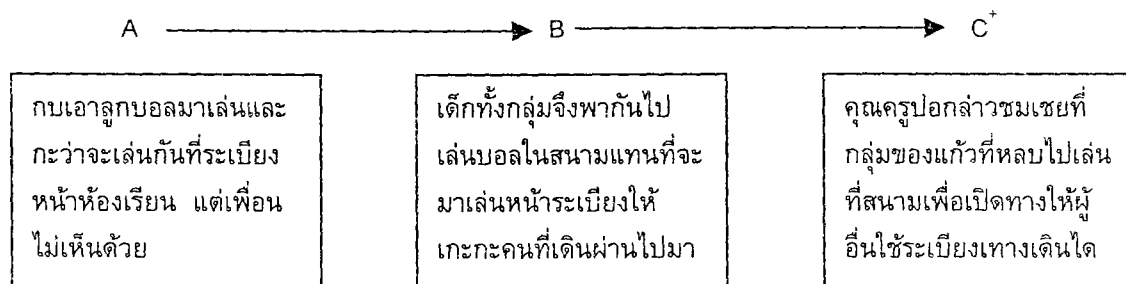 A B C+
กบเอาลูกบอลมาเล่นและ
กะว่าจะเล่นกันที่ระเบียง
หน้าห้องเรียน แต่เพื่อน
ไม่เห็นด้วย
เด็กทั้งกลุ่มจึงพากันไป
เล่นบอลในสนามแทนที่จะ
มาเล่นหน้าระเบียงให้
เกะกะคนที่เดินผ่านไปมา
คุณครูปอกล่าวชมเชยที่
กลุ่มของแก้วที่หลบไปเล่น
ที่สนามเพื่อเปิดทางให้ผู้
อื่นใช้ระเบียงเทางเดินได